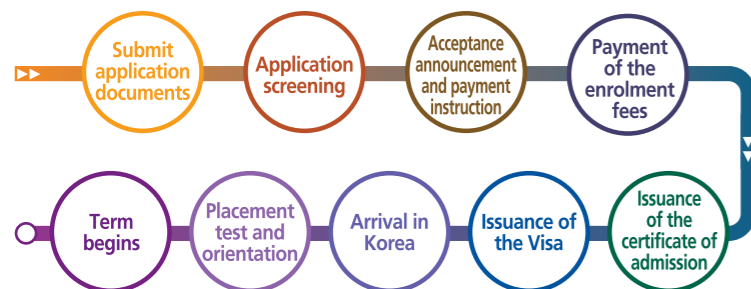 Submit
application
documents
Application
screening
Acceptance
announcement
and payment
instruction
Payment
of the
enrolment
fees
Issuance
of the
certificate of
admission
Issuance of
the Visa
Arrival in
Korea
Placement
test and
orientation
Term
begins